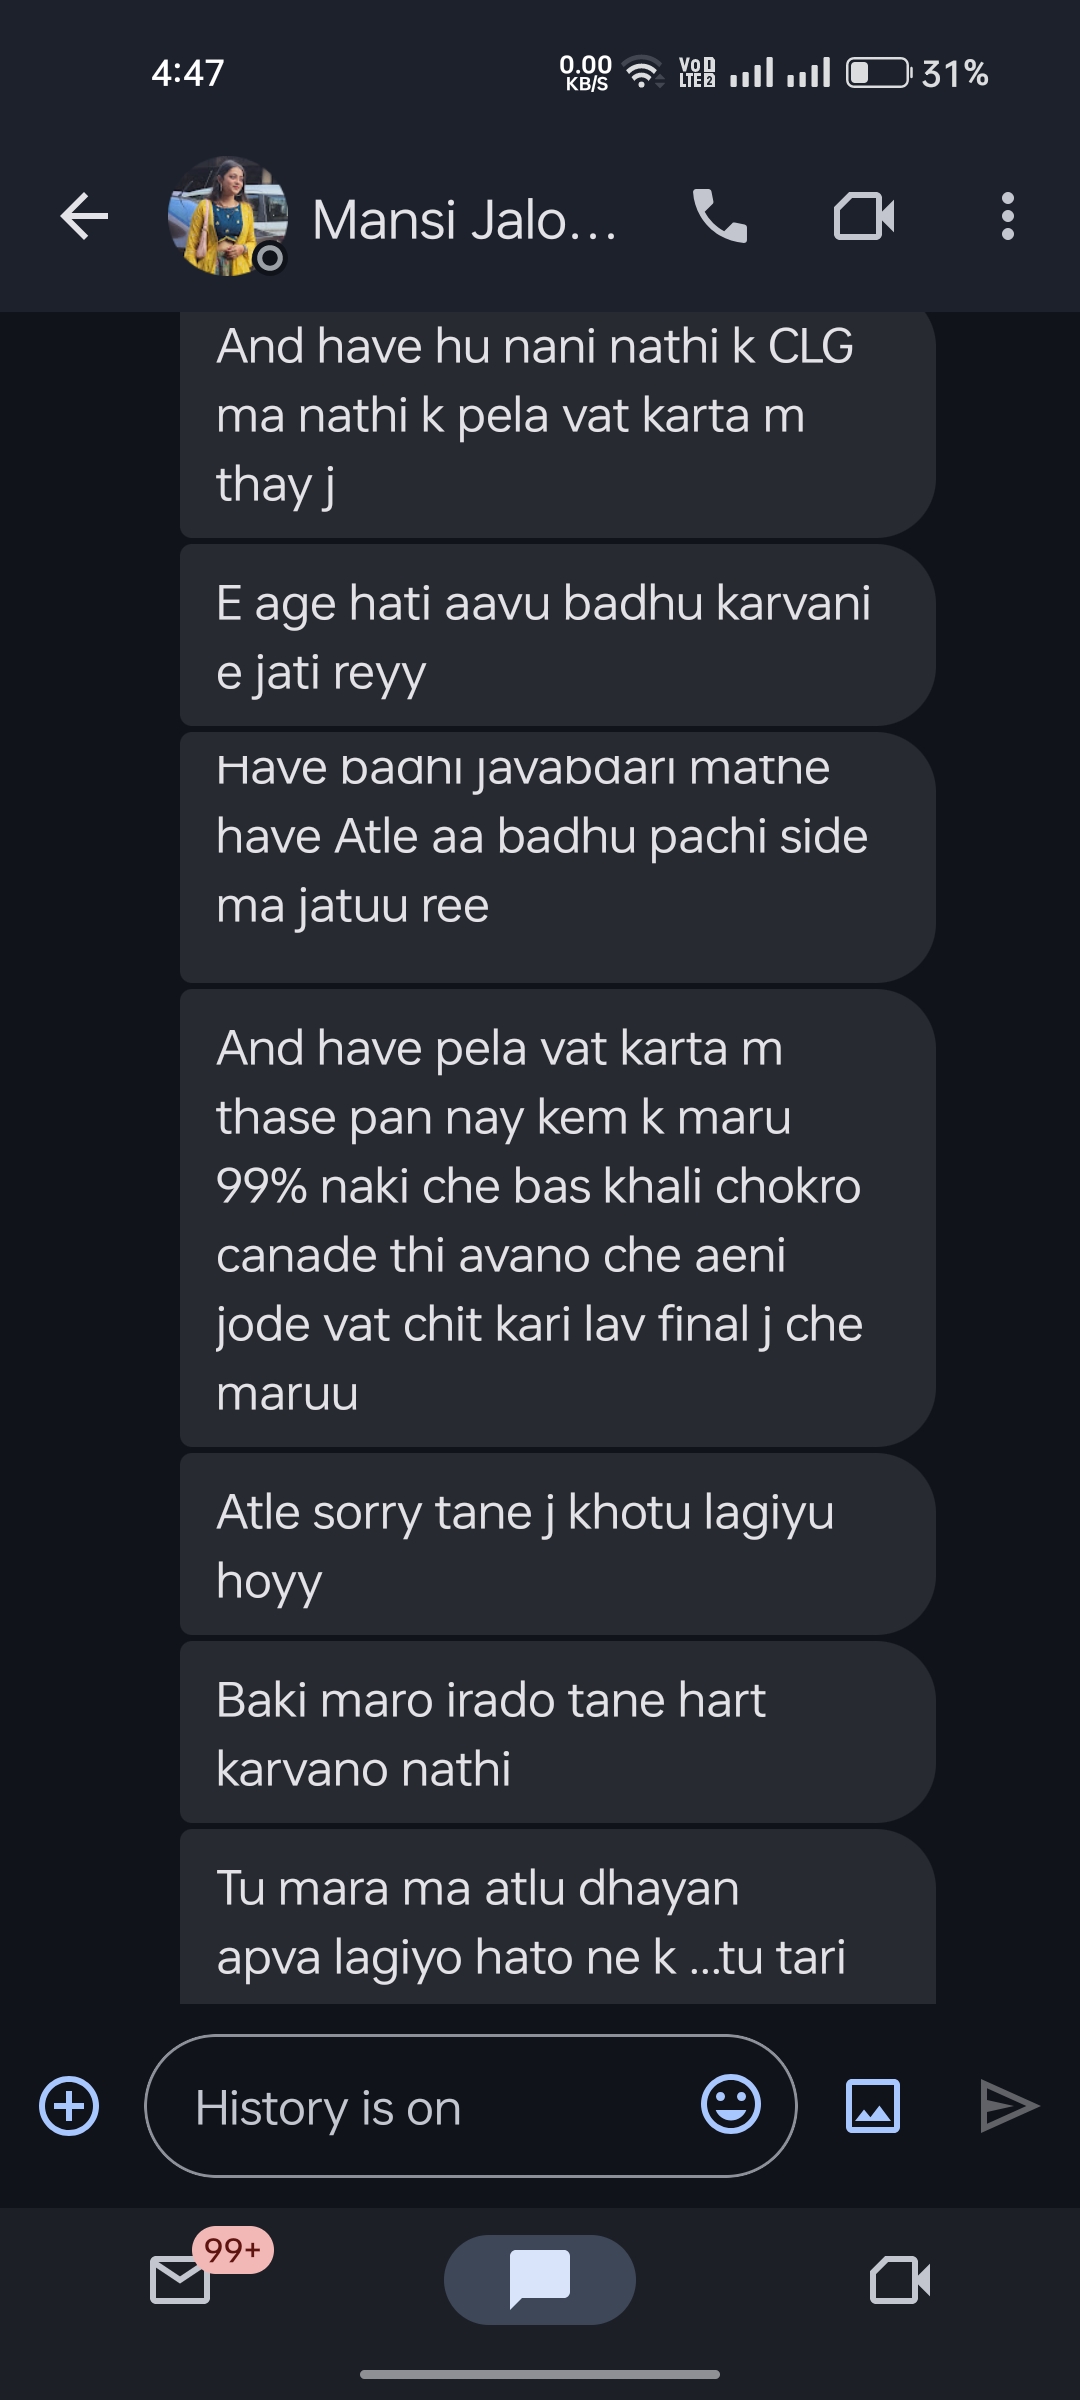 4:47
0.00
KB/S
Vo 1
LTE 2
31%
Mansi Jalo...
And have hu nani nathi k CLG
ma nathi k pela vat karta m
thay j
E age hati aavu badhu karvani
e jati reyy
Have badhi javabdari mathe
have Atle aa badhu pachi side
ma jatuu ree
And have pela vat karta m
thase pan nay kem k maru
99% naki che bas khali chokro
canade thi avano che aeni
jode vat chit kari lav final j che
maruu
Atle sorry tane j khotu lagiyu
hoyy
Baki maro irado tane hart
karvano nathi
Tu mara ma atlu dhayan
apva lagiyo hato ne k ...tu tari
History is on
99+